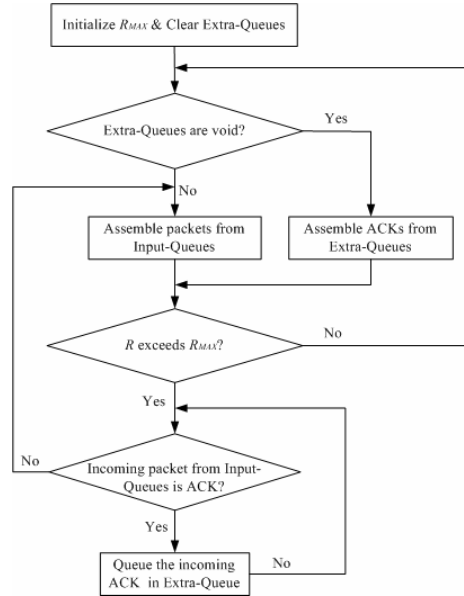 Initialize RMAX & Clear Extra-Queues
Extra-Queues are void?
Yes
No
Assemble packets from
Input-Queues
Assemble ACKs from
Extra-Queues
R exceeds RMAX?
No
Yes
No
Incoming packet from Input-
Queues is ACK?
Yes
Queue the incoming
ACK in Extra-Queue
No